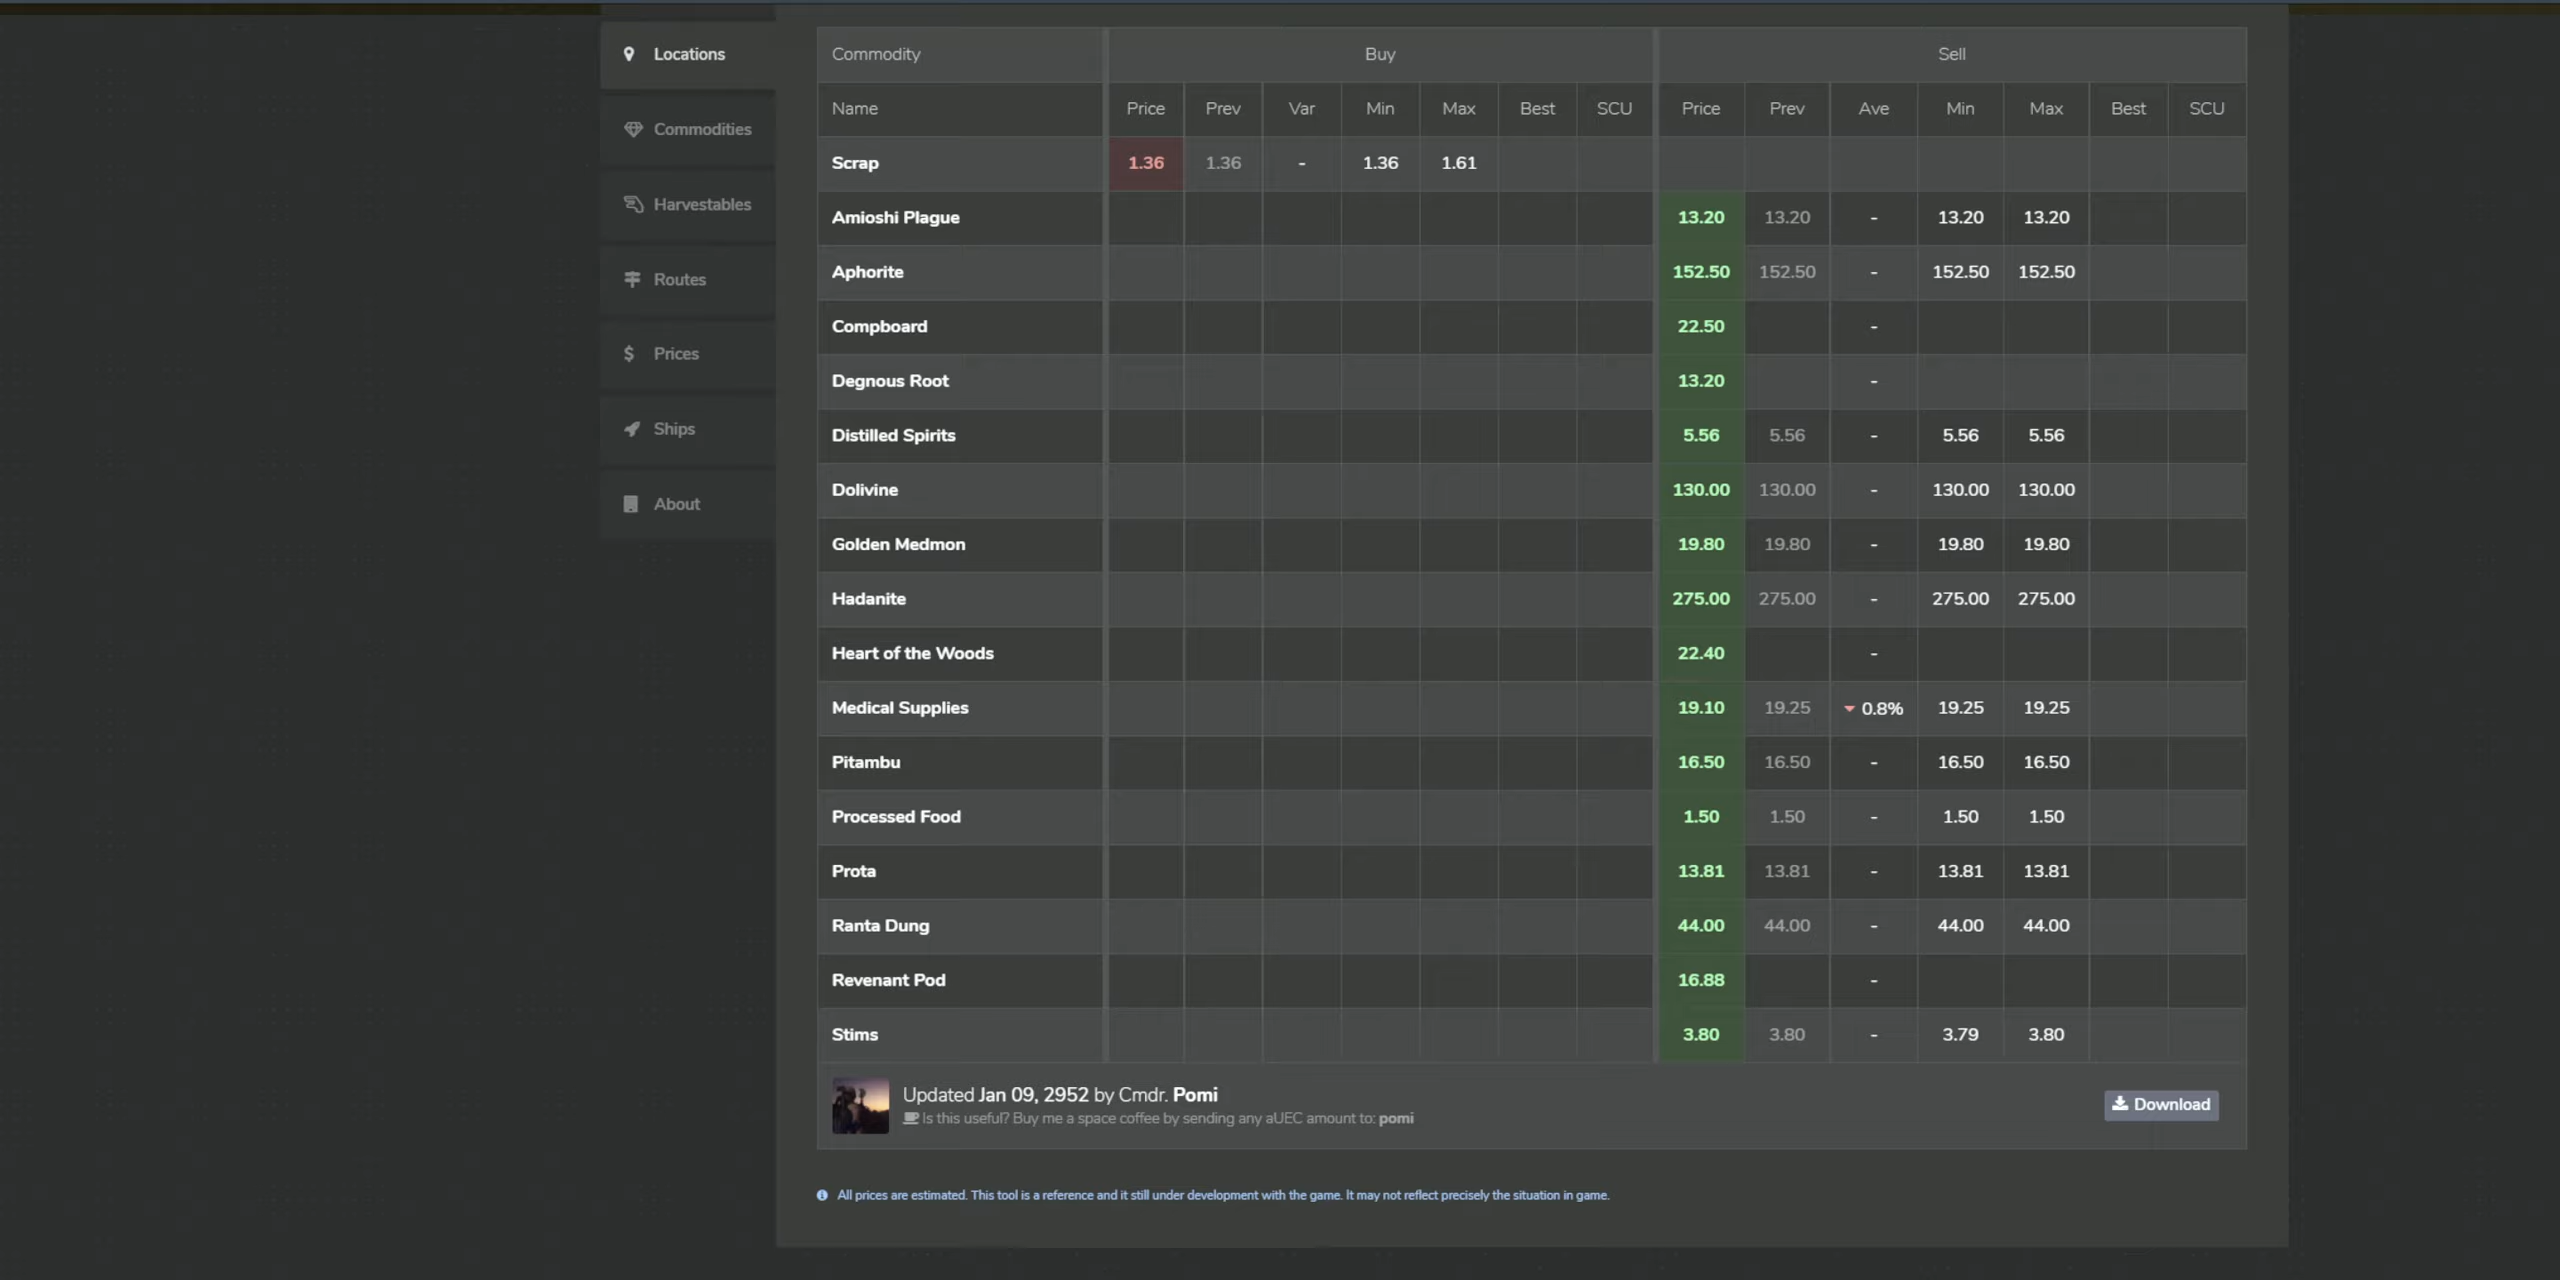 Locations
Commodities
Harvestables
Routes
Prices
Ships
About
Commodity Buy Sell
Name Price Prev Var Min Max Best SCU Price Prev Ave Min Max Best SCU
Scrap 1.36 1.36 - 1.36 1.61
Amioshi Plague 13.20 13.20 - 13.20 13.20
Aphorite 152.50 152.50 - 152.50 152.50
Compboard 22.50 -
Degnous Root 13.20 -
Distilled Spirits 5.56 5.56 - 5.56 5.56
Dolivine 130.00 130.00 - 130.00 130.00
Golden Medmon 19.80 19.80 - 19.80 19.80
Hadanite 275.00 275.00 - 275.00 275.00
Heart of the Woods 22.40 -
Medical Supplies 19.10 19.25 0.8% 19.25 19.25
Pitambu 16.50 16.50 - 16.50 16.50
Processed Food 1.50 1.50 - 1.50 1.50
Prota 13.81 13.81 - 13.81 13.81
Ranta Dung 44.00 44.00 - 44.00 44.00
Revenant Pod 16.88 -
Stims 3.80 3.80 - 3.79 3.80
Updated Jan 09, 2952 by Cmdr. Pomi
Is this useful? Buy me a space coffee by sending any aUEC amount to: pomi
Download
All prices are estimated. This tool is a reference and it still under development with the game. It may not reflect precisely the situation in game.